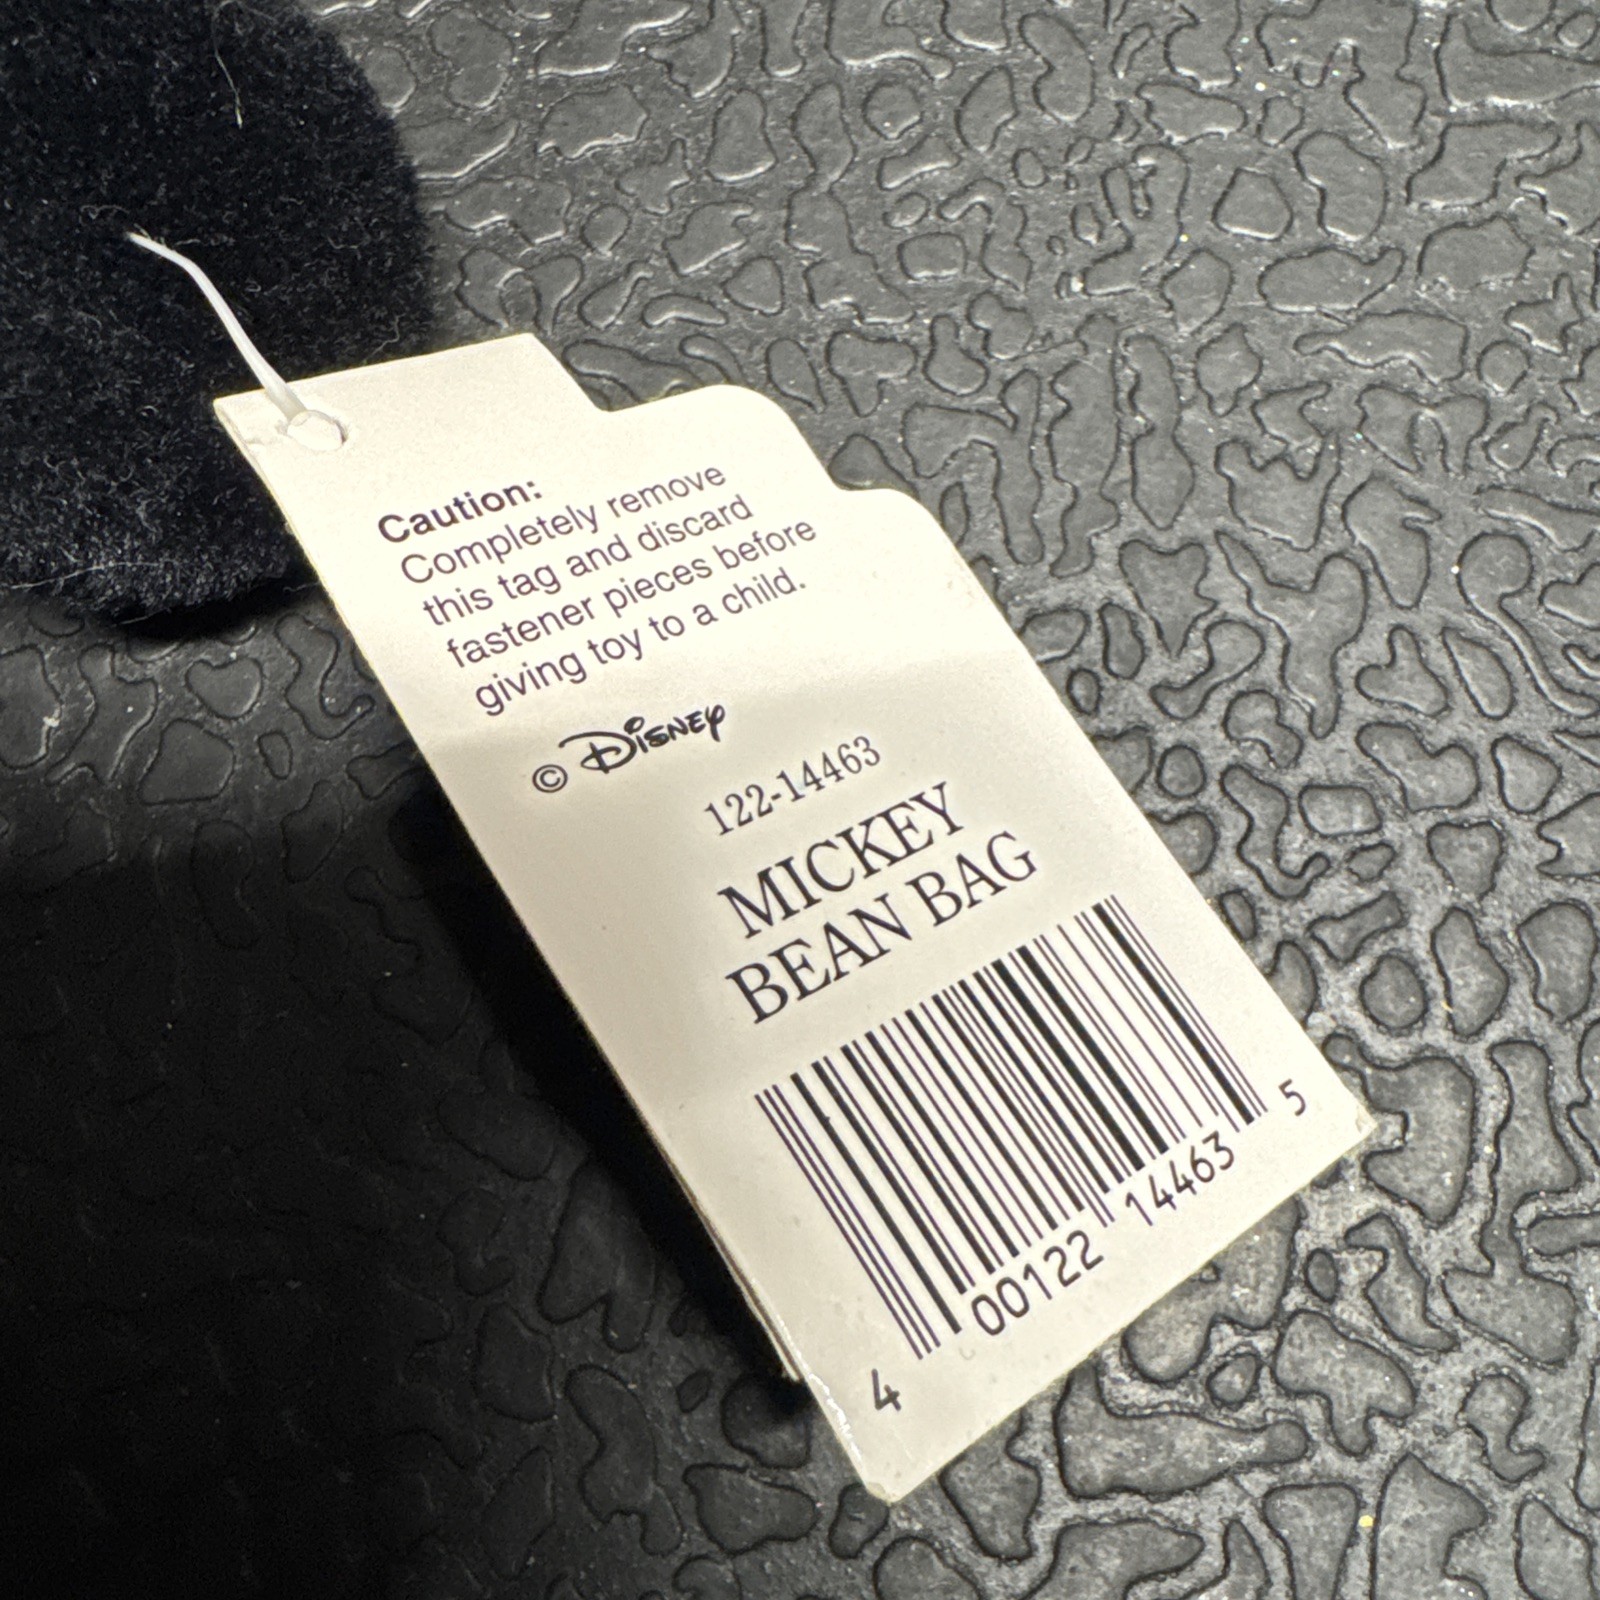 Caution:
Completely remove
this tag and discard
fastener pieces before
giving toy to a child.
© Disney
122-14463
MICKEY
BEAN BAG
4 00122 14463 5